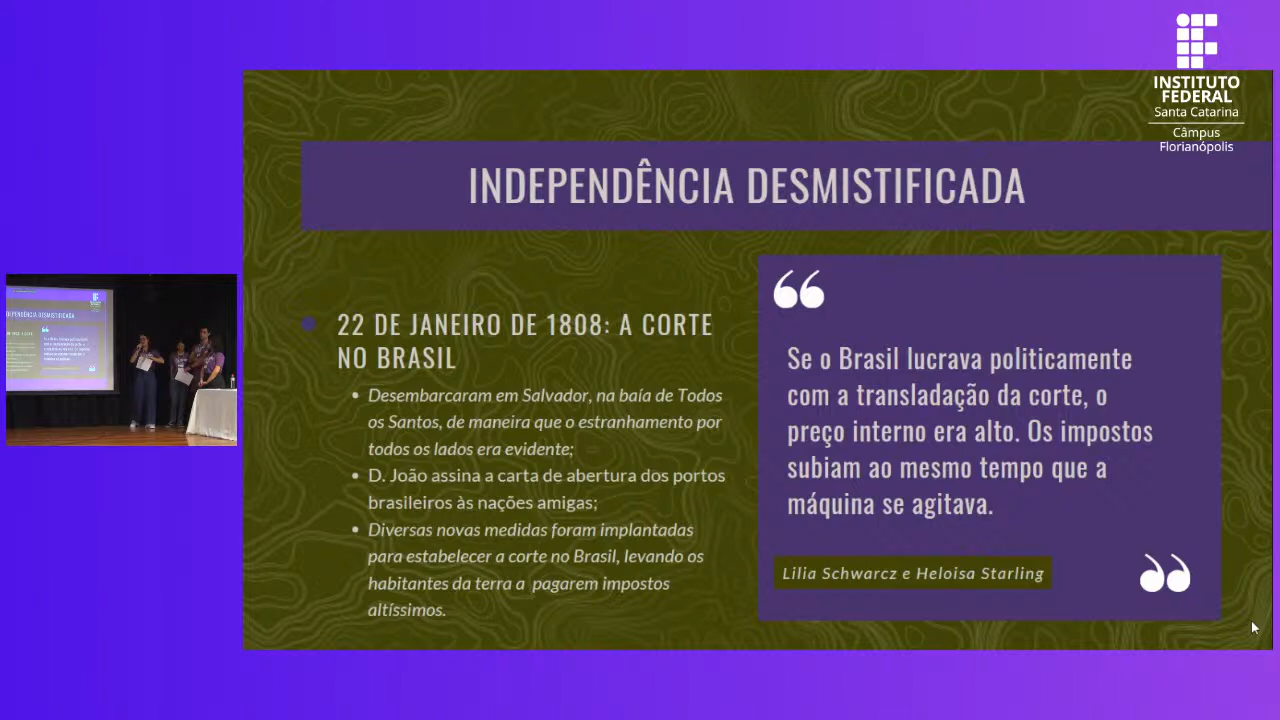 INSTITUTO
FEDERAL
Santa Catarina
Câmpus
Florianópolis
INDEPENDÊNCIA DESMISTIFICADA
22 DE JANEIRO DE 1808: A CORTE
NO BRASIL
Desembarcaram em Salvador, na baía de Todos
os Santos, de maneira que o estranhamento por
todos os lados era evidente;
D. João assina a carta de abertura dos portos
brasileiros às nações amigas;
Diversas novas medidas foram implantadas
para estabelecer a corte no Brasil, levando os
habitantes da terra a pagarem impostos
altíssimos.
Se o Brasil lucrava politicamente
com a transladação da corte, o
preço interno era alto. Os impostos
subiam ao mesmo tempo que a
máquina se agitava.
Lilia Schwarcz e Heloisa Starling